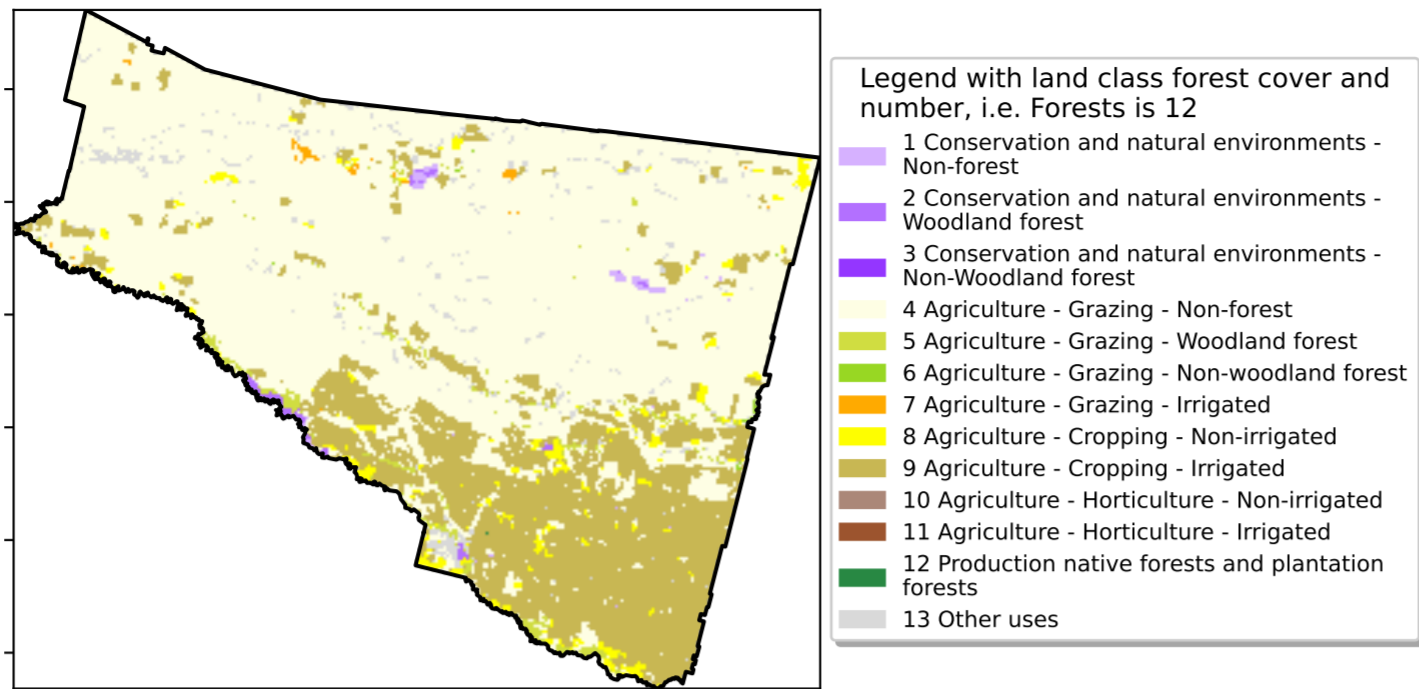 Legend with land class forest cover and
number, i.e. Forests is 12
1 Conservation and natural environments -
Non-forest
2 Conservation and natural environments -
Woodland forest
3 Conservation and natural environments -
Non-Woodland forest
4 Agriculture - Grazing - Non-forest
5 Agriculture - Grazing - Woodland forest
6 Agriculture - Grazing - Non-woodland forest
7 Agriculture - Grazing - Irrigated
8 Agriculture - Cropping - Non-irrigated
9 Agriculture - Cropping - Irrigated
10 Agriculture - Horticulture - Non-irrigated
11 Agriculture - Horticulture - Irrigated
12 Production native forests and plantation
forests
13 Other uses